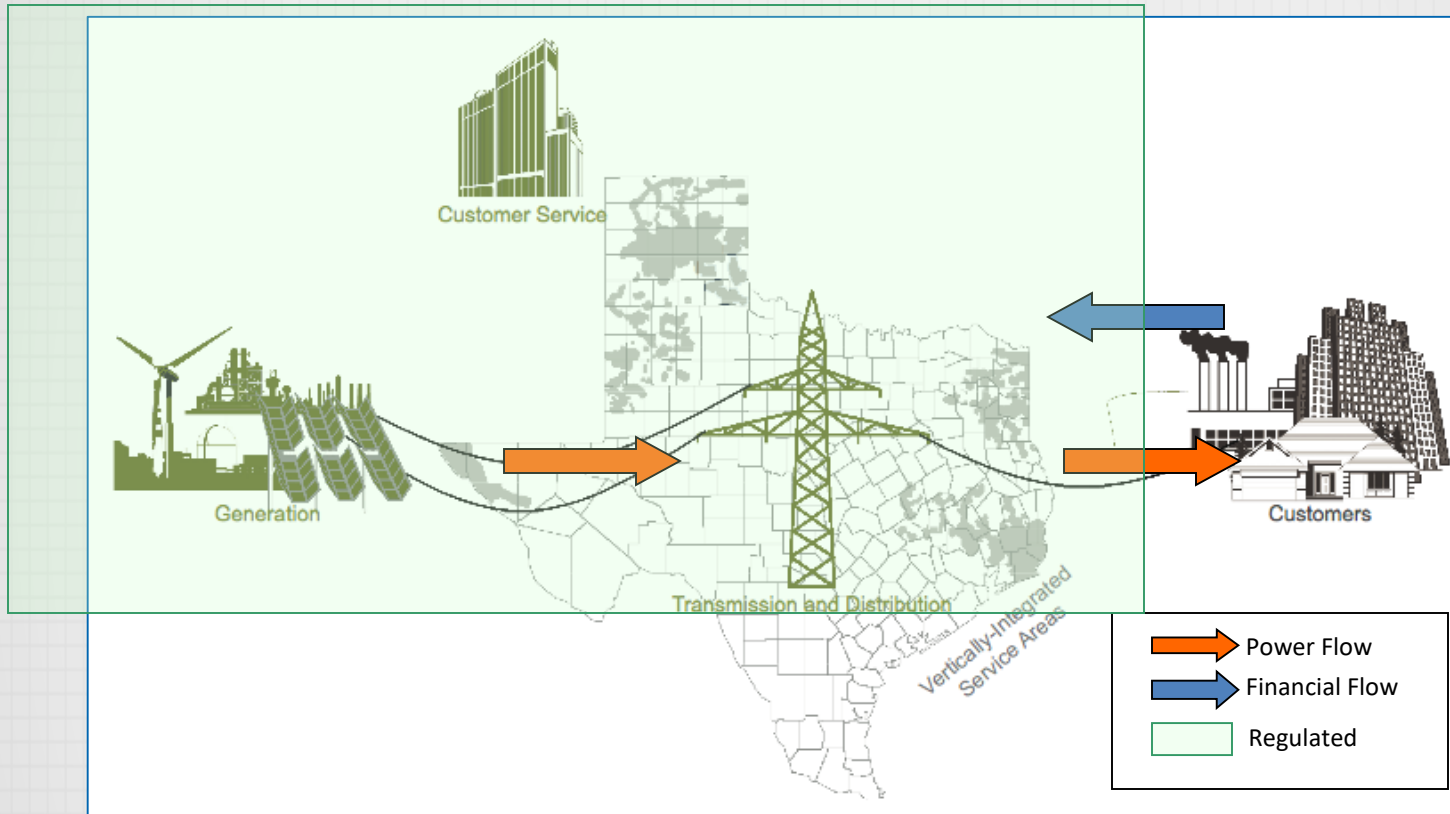 Customer Service
Generation
Customers
Transmission and Distribution
Vertically-Integrated
Service Areas
Power Flow
Financial Flow
Regulated